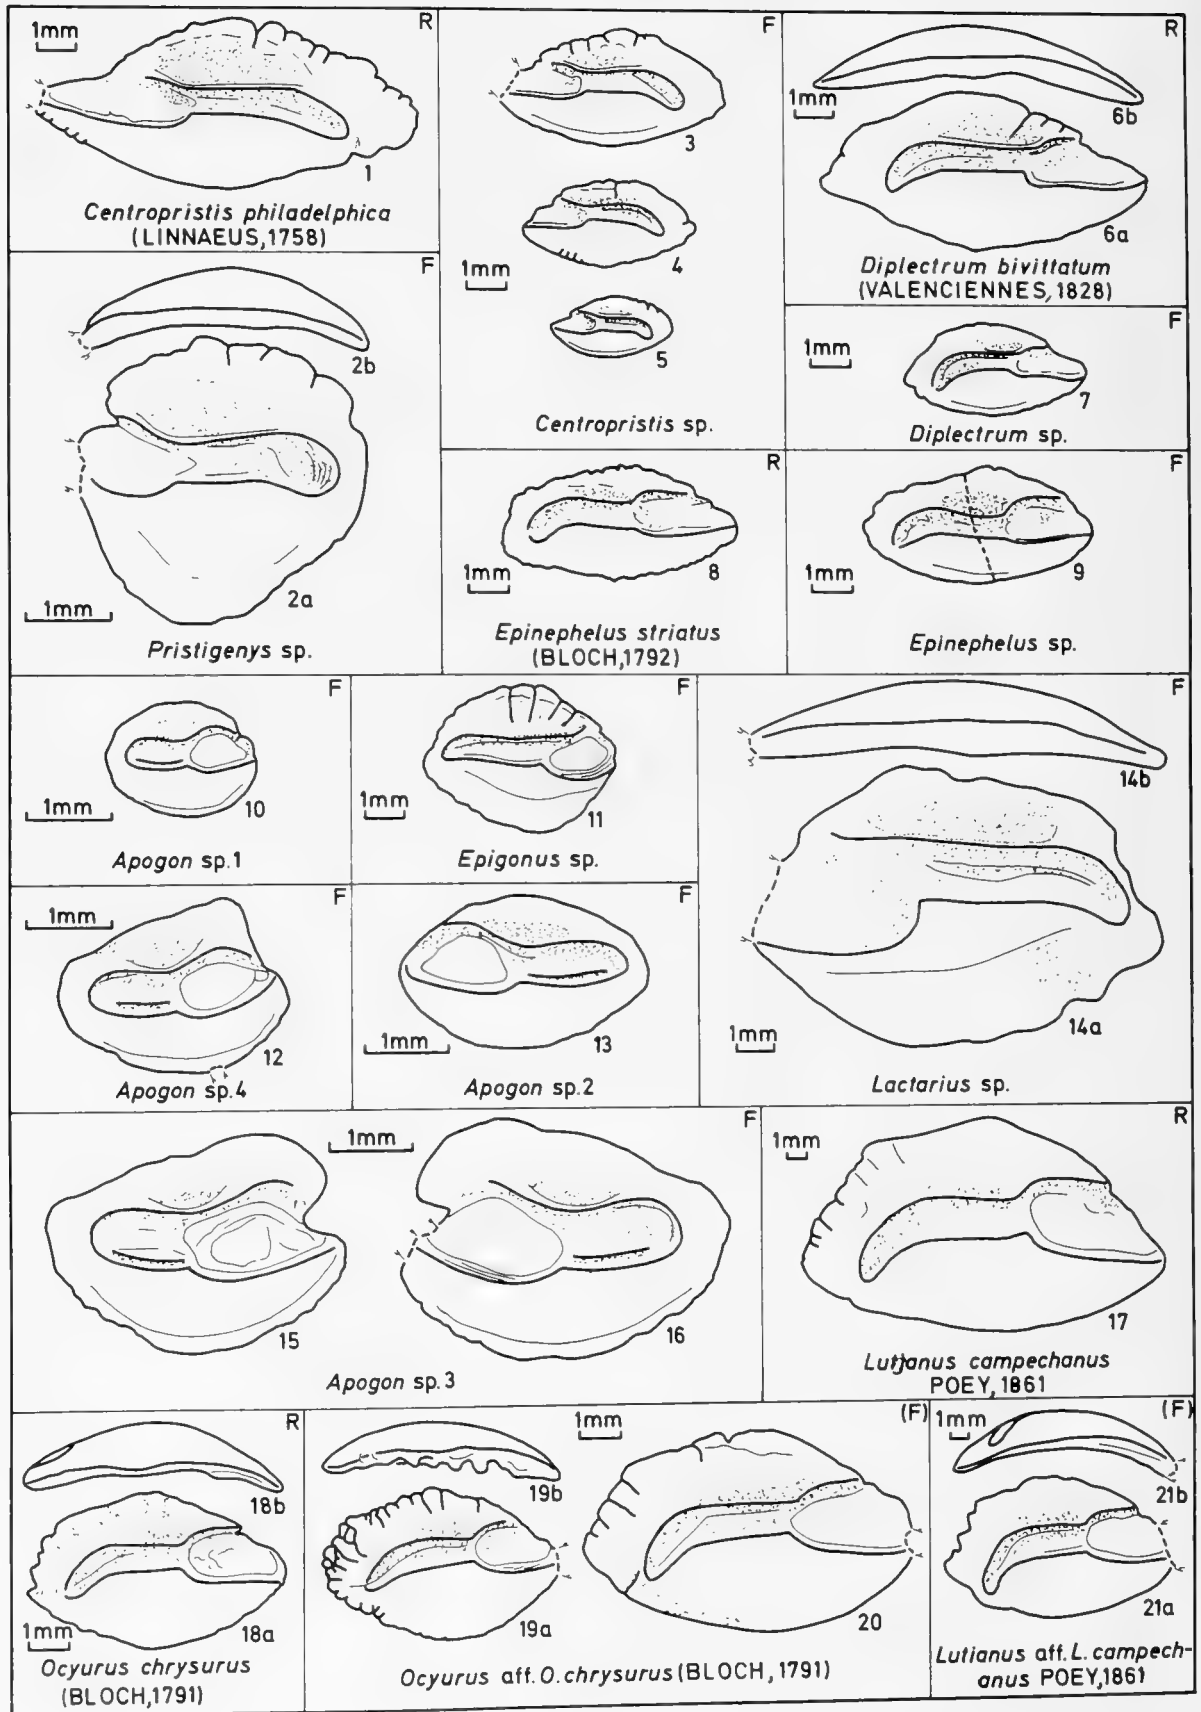 R
1mm
1
Centropristis philadelphica
(LINNAEUS,1758)
F
3
4
1mm
5
Centropristis sp.
R
6b
1mm
6a
Diplectrum bivittatum
(VALENCIENNES, 1828)
F
2b
2a
1mm
Pristigenys sp.
F
1mm
7
Diplectrum sp.
R
8
1mm
Epinephelus striatus
(BLOCH,1792)
F
9
1mm
Epinephelus sp.
F
1mm
10
Apogon sp.1
F
1mm
11
Epigonus sp.
F
14b
14a
1mm
Lactarius sp.
F
1mm
12
Apogon sp.4
F
13
1mm
Apogon sp.2
F
1mm
15
16
Apogon sp.3
R
1mm
17
Lutjanus campechanus
POEY, 1861
R
18b
18a
1mm
Ocyurus chrysurus
(BLOCH,1791)
(F)
1mm
19b
19a
20
Ocyurus aff. O. chrysurus (BLOCH, 1791)
(F)
1mm
21b
21a
Lutianus aff. L. campech-
anus POEY,1861